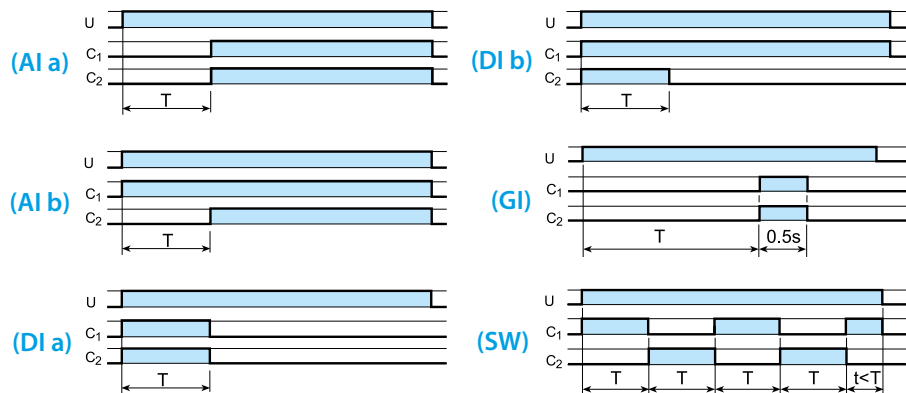 U
(AI a)
C₁
C₂
T
U
(AI b)
C₁
C₂
T
U
(DI a)
C₁
C₂
T
U
(DI b)
C₁
C₂
T
U
(GI)
C₁
C₂
T 0.5s
U
(SW)
C₁
C₂
T T T T t<T